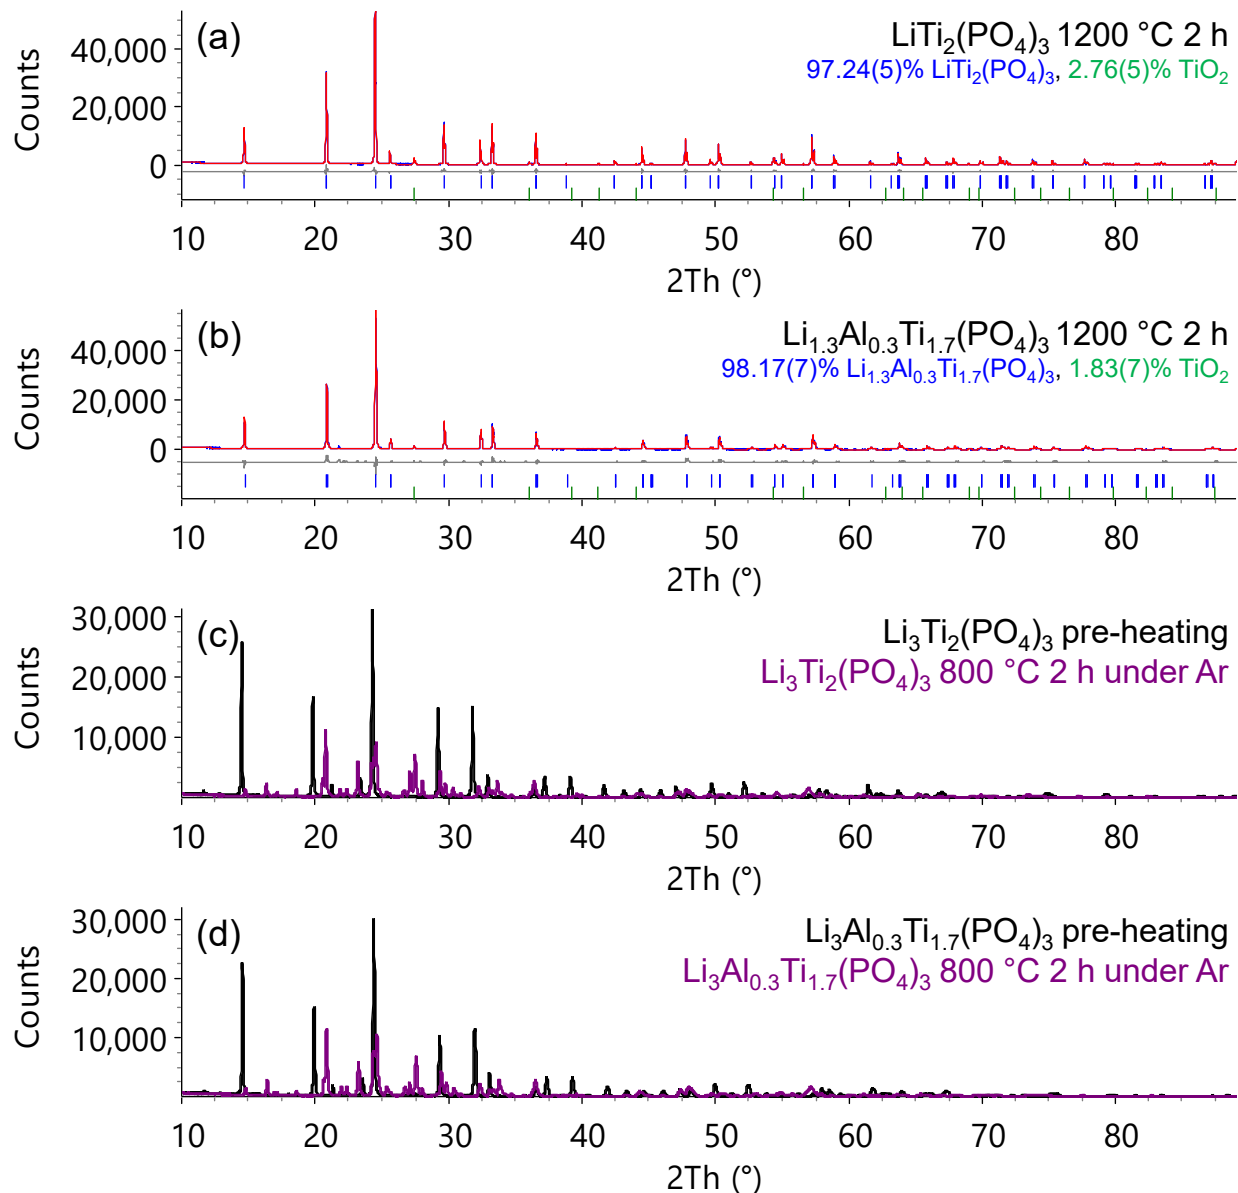 (a)
LiTi₂(PO₄)₃ 1200 °C 2 h
97.24(5)% LiTi₂(PO₄)₃, 2.76(5)% TiO₂
Counts
40,000
20,000
0
10 20 30 40 50 60 70 80
2Th (°)
(b)
Li₁.₃Al₀.₃Ti₁.₇(PO₄)₃ 1200 °C 2 h
98.17(7)% Li₁.₃Al₀.₃Ti₁.₇(PO₄)₃, 1.83(7)% TiO₂
Counts
40,000
20,000
0
10 20 30 40 50 60 70 80
2Th (°)
(c)
Li₃Ti₂(PO₄)₃ pre-heating
Li₃Ti₂(PO₄)₃ 800 °C 2 h under Ar
Counts
30,000
20,000
10,000
10 20 30 40 50 60 70 80
2Th (°)
(d)
Li₃Al₀.₃Ti₁.₇(PO₄)₃ pre-heating
Li₃Al₀.₃Ti₁.₇(PO₄)₃ 800 °C 2 h under Ar
Counts
30,000
20,000
10,000
10 20 30 40 50 60 70 80
2Th (°)